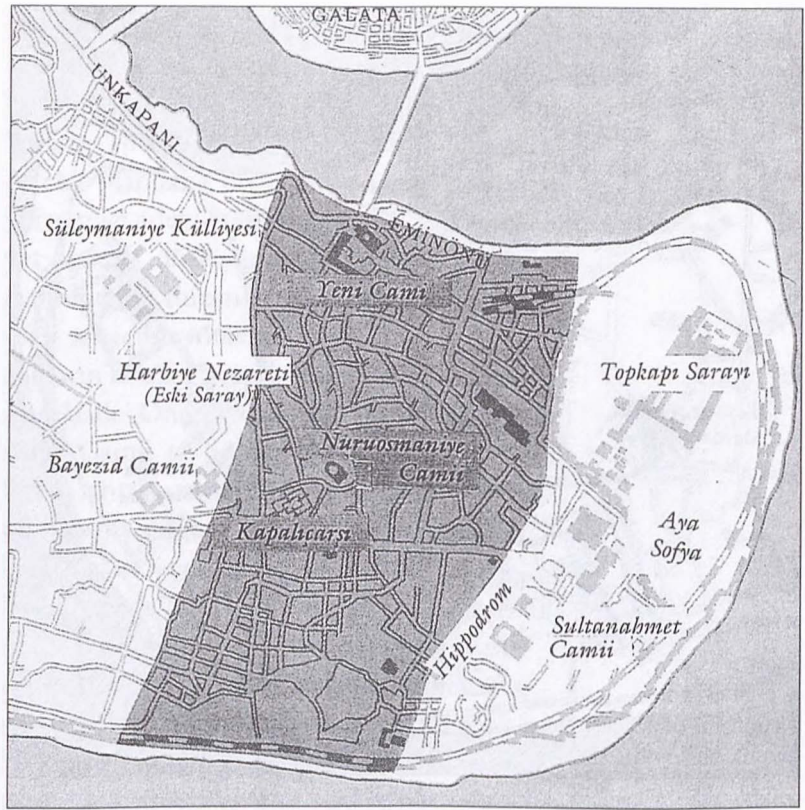 GALATA
UNKAPANI
Süleymaniye Külliyesi
EMİNÖNÜ
Yeni Cami
Harbiye Nezareti
(Eski Saray)
Topkapı Sarayı
Nuruosmaniye
Camii
Bayezid Camii
Kapalıcarşı
Aya
Sofya
Hippodrom
Sultanahmet
Camii